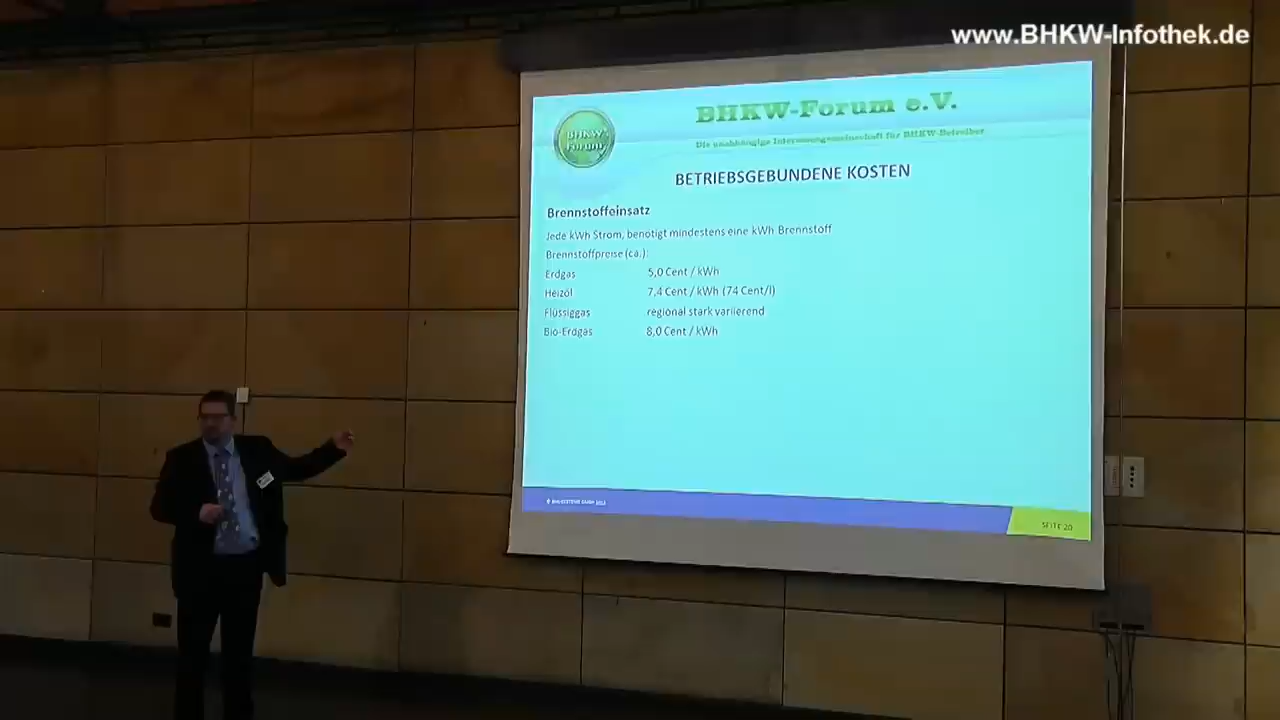 www.BHKW-Infothek.de
BHKW-Forum e.V.
BHKW-
Forum
Die unabhängige Interessengemeinschaft für BHKW-Betreiber
BETRIEBSGEBUNDENE KOSTEN
Brennstoffeinsatz
Jede kWh Strom, benötigt mindestens eine kWh Brennstoff
Brennstoffpreise (ca.):
Erdgas 5,0 Cent / kWh
Heizöl 7,4 Cent / kWh (74 Cent/l)
Flüssiggas regional stark variierend
Bio-Erdgas 8,0 Cent / kWh
SEITE 20